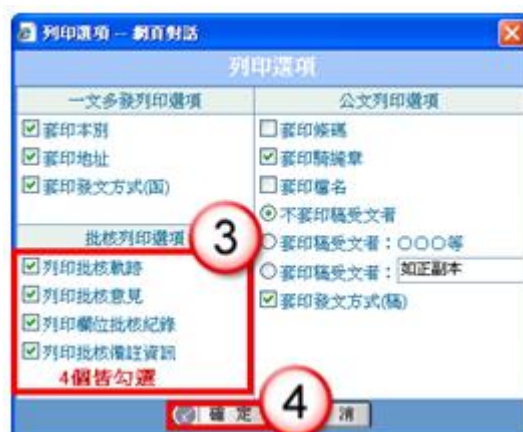 列印選項 -- 網頁對話
列印選項
一文多發列印選項
套印本別
套印地址
套印發文方式(函)
批核列印選項
3
列印批核軌跡
列印批核意見
列印欄位批核紀錄
列印批核備註資訊
4個皆勾選
公文列印選項
套印條碼
套印騎縫章
套印檔名
不套印稿受文者
套印稿受文者：○○○等
套印稿受文者： 如正副本
套印發文方式(稿)
確 定
4
消